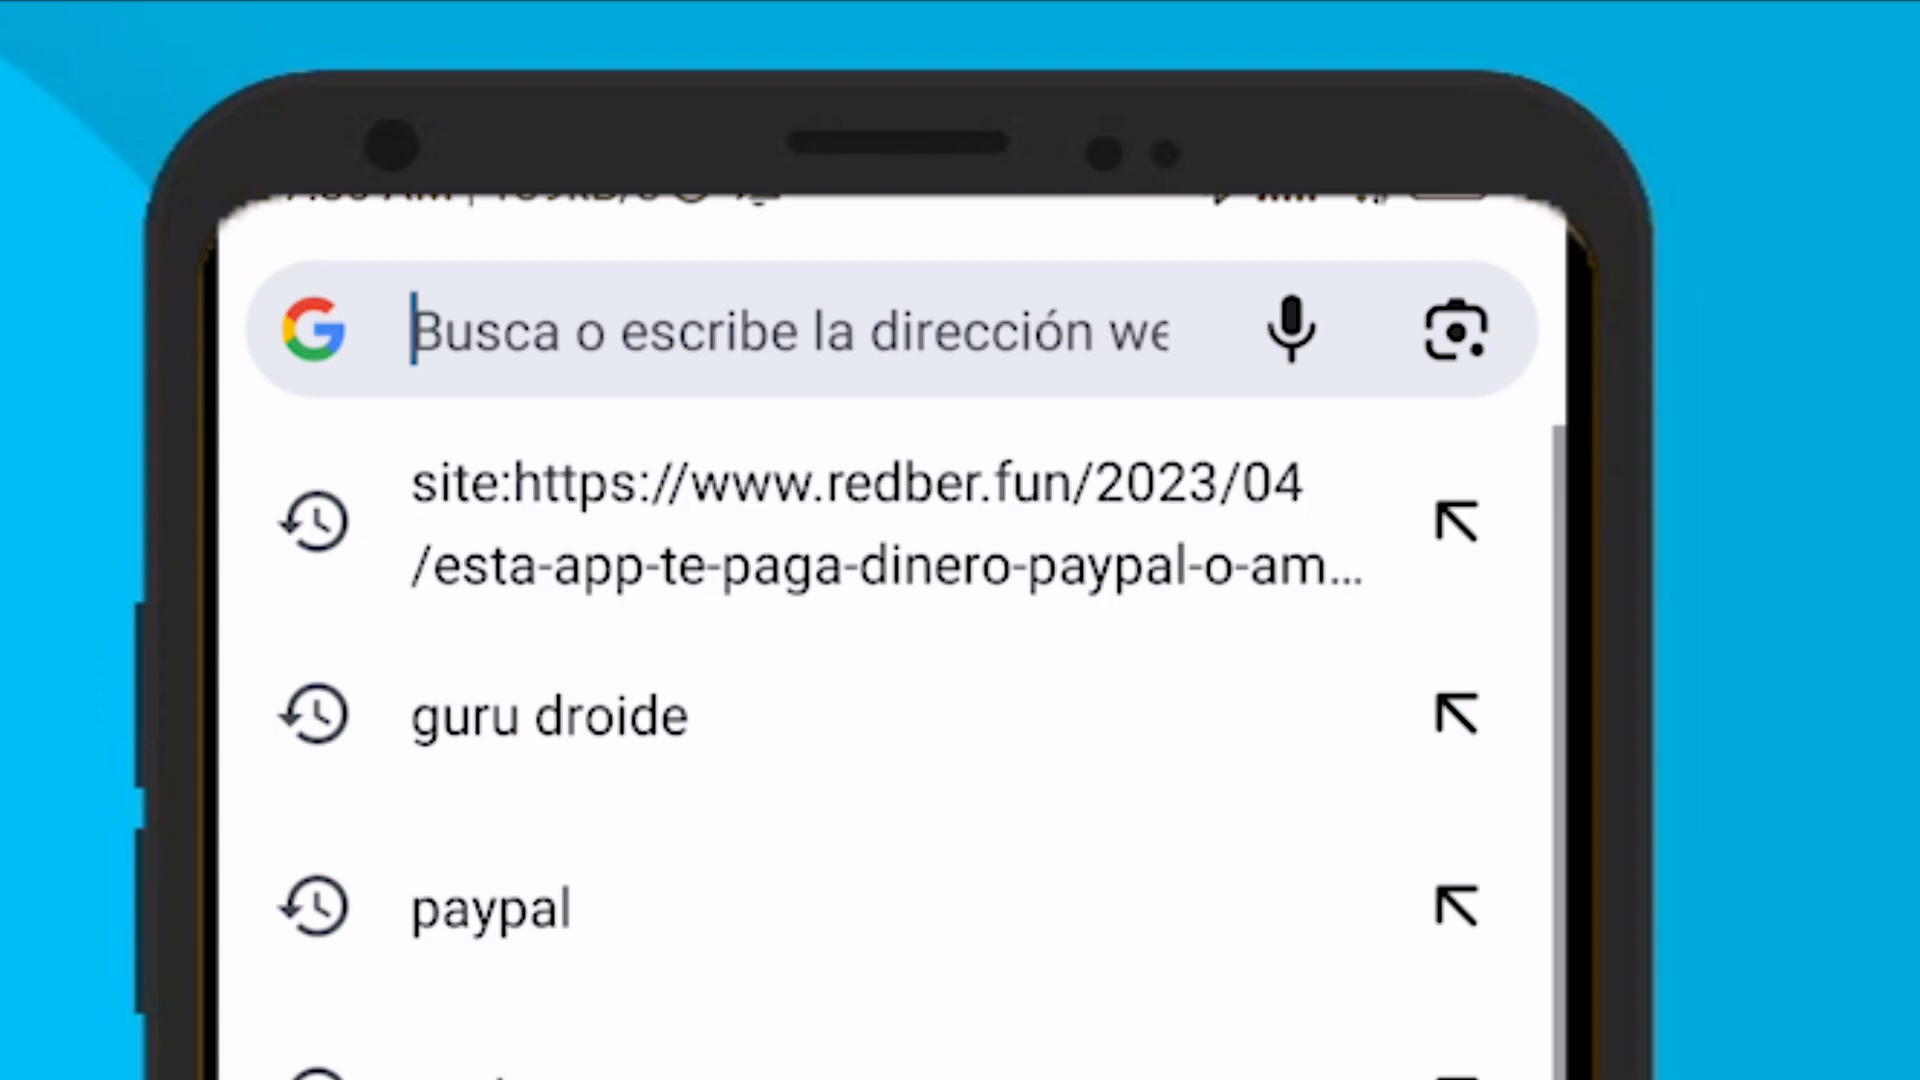 Busca o escribe la dirección we
site:https://www.redber.fun/2023/04
/esta-app-te-paga-dinero-paypal-o-am...
guru droide
paypal